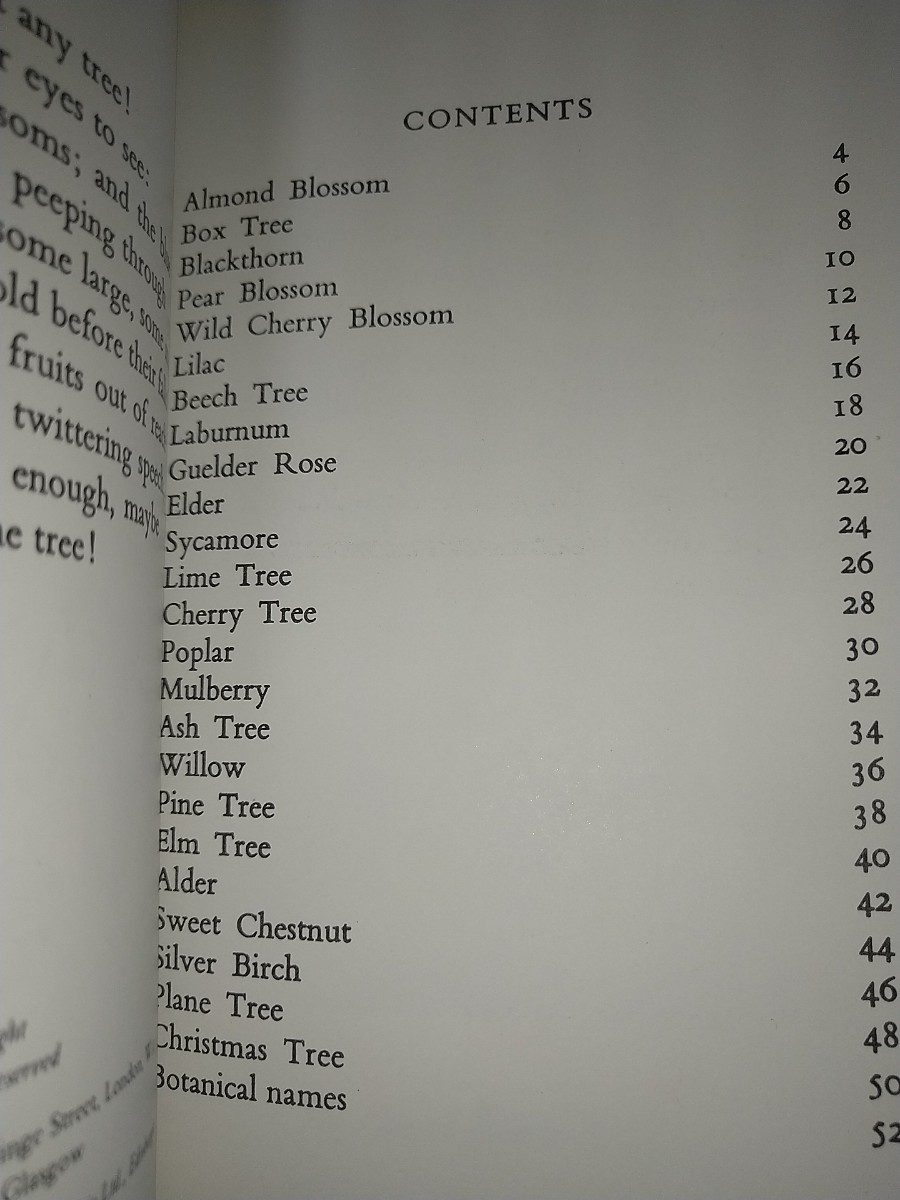 any tree!
eyes to see:
and the
peeping through
some large,
before their
fruits out of
twittering
enough, maybe
tree!
Street, London,
Glasgow
CONTENTS
Almond Blossom 4
Box Tree 6
Blackthorn 8
Pear Blossom 10
Wild Cherry Blossom 12
Lilac 14
Beech Tree 16
Laburnum 18
Guelder Rose 20
Elder 22
Sycamore 24
Lime Tree 26
Cherry Tree 28
Poplar 30
Mulberry 32
Ash Tree 34
Willow 36
Pine Tree 38
Elm Tree 40
Alder 42
Sweet Chestnut 44
Silver Birch 46
Plane Tree 48
Christmas Tree 50
Botanical names 52